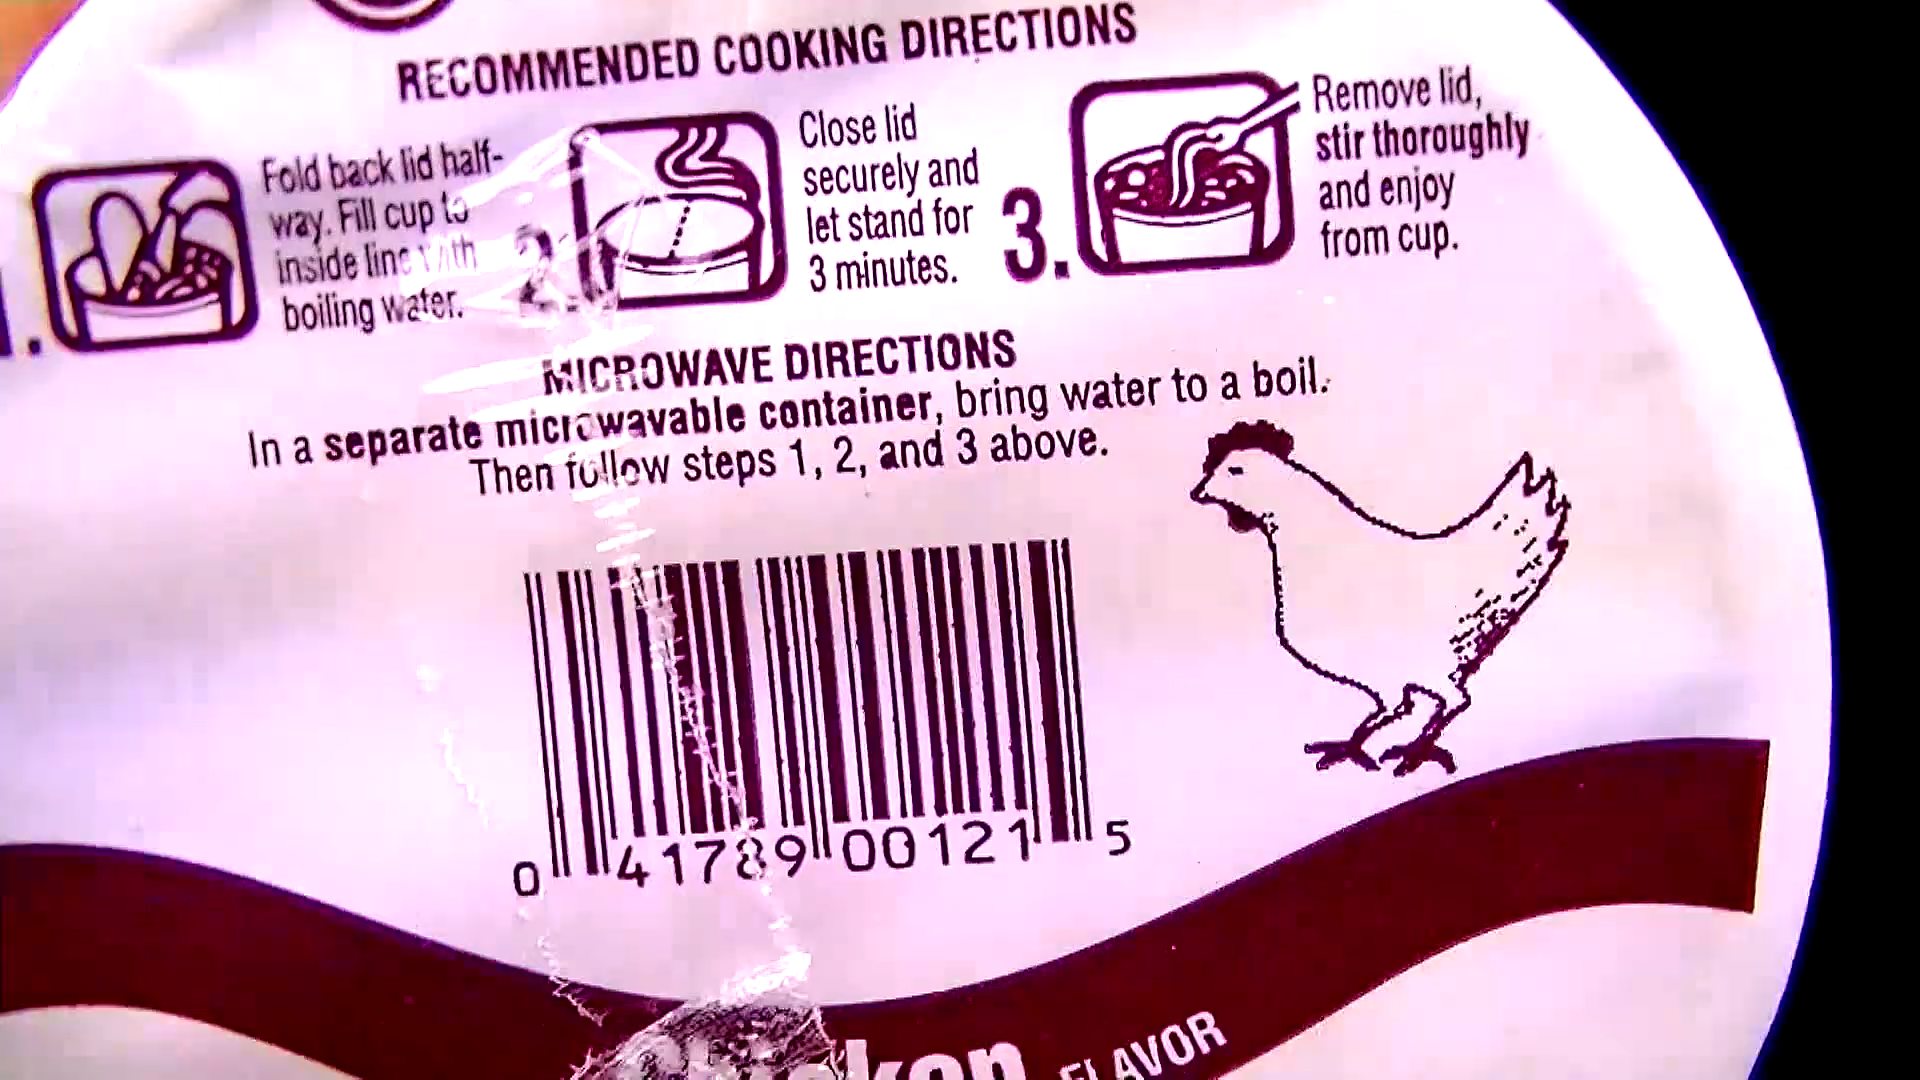 RECOMMENDED COOKING DIRECTIONS
1.
Fold back lid half-
way. Fill cup to
inside line with
boiling water.
2.
Close lid
securely and
let stand for
3 minutes.
3.
Remove lid,
stir thoroughly
and enjoy
from cup.
MICROWAVE DIRECTIONS
In a separate microwavable container, bring water to a boil.
Then follow steps 1, 2, and 3 above.
0 41789 00121 5
FLAVOR